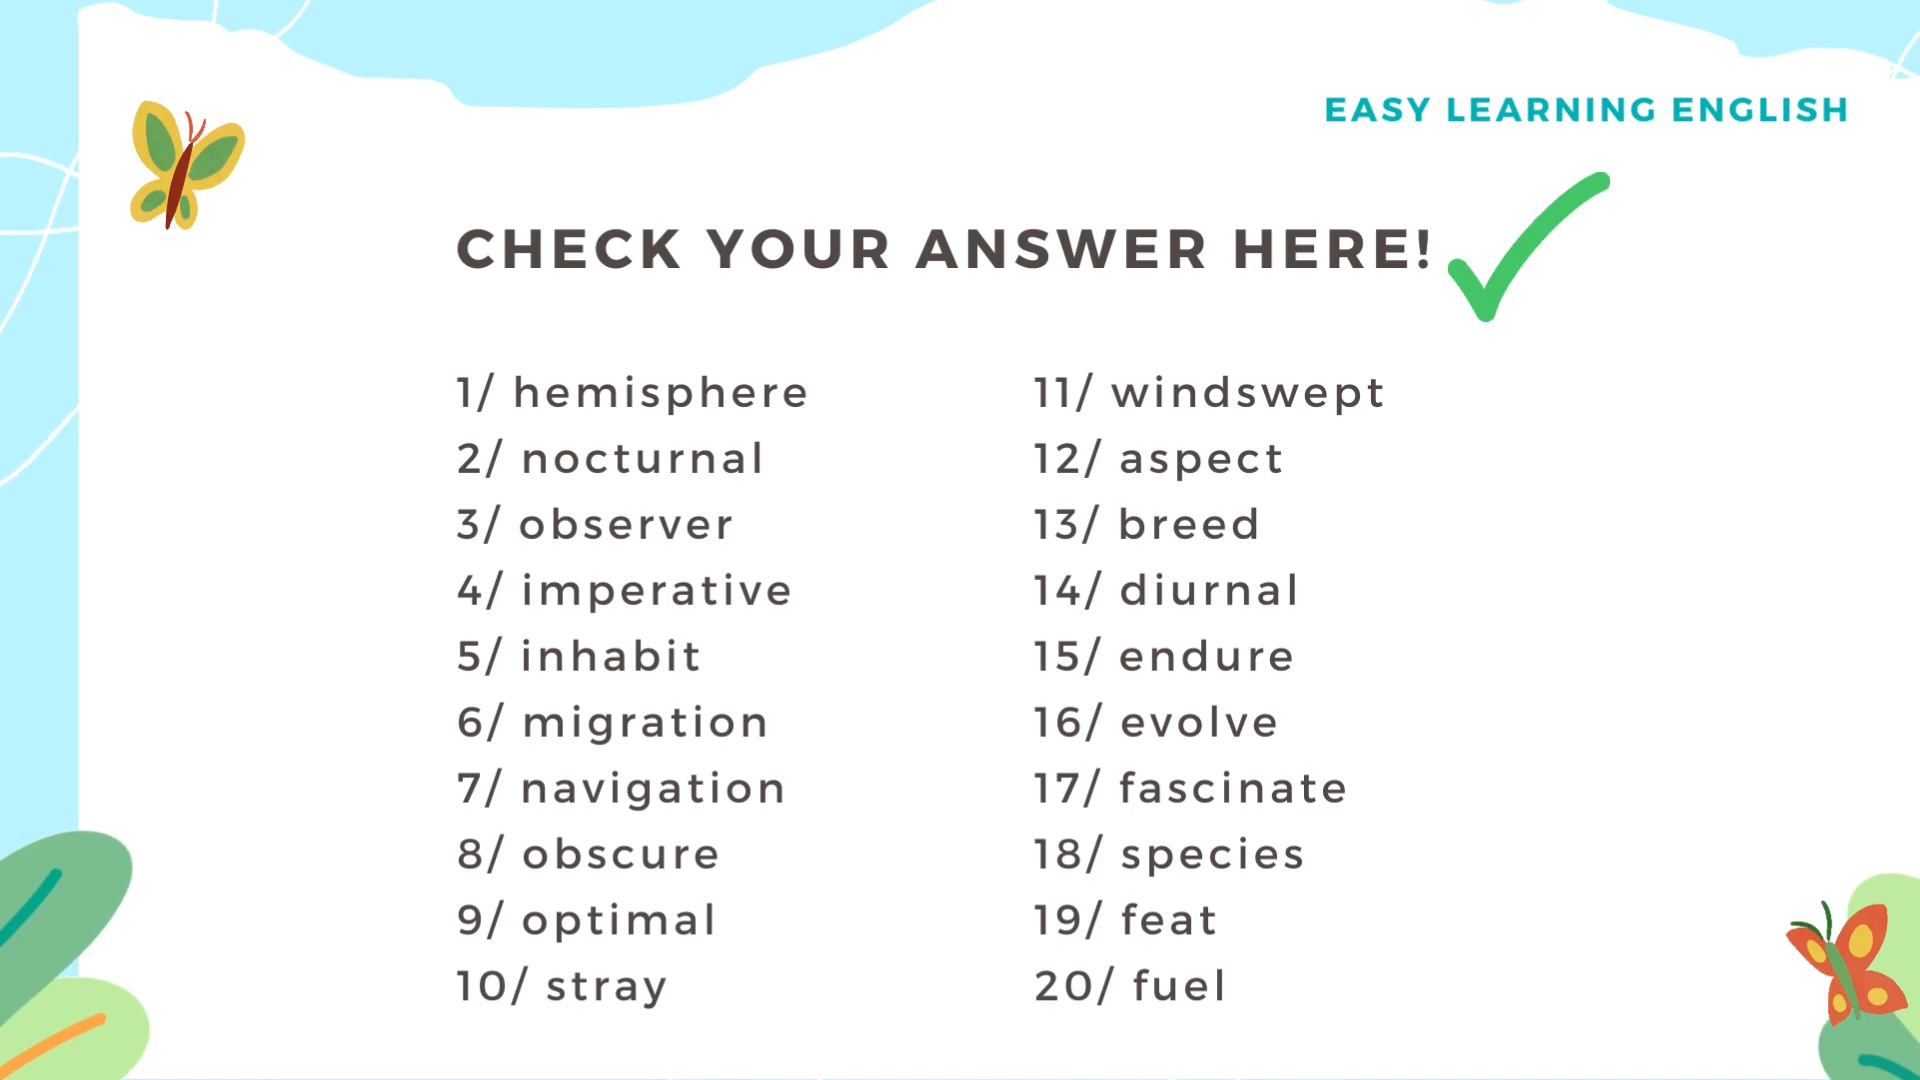 EASY LEARNING ENGLISH
CHECK YOUR ANSWER HERE!
1/ hemisphere
2/ nocturnal
3/ observer
4/ imperative
5/ inhabit
6/ migration
7/ navigation
8/ obscure
9/ optimal
10/ stray
11/ windswept
12/ aspect
13/ breed
14/ diurnal
15/ endure
16/ evolve
17/ fascinate
18/ species
19/ feat
20/ fuel